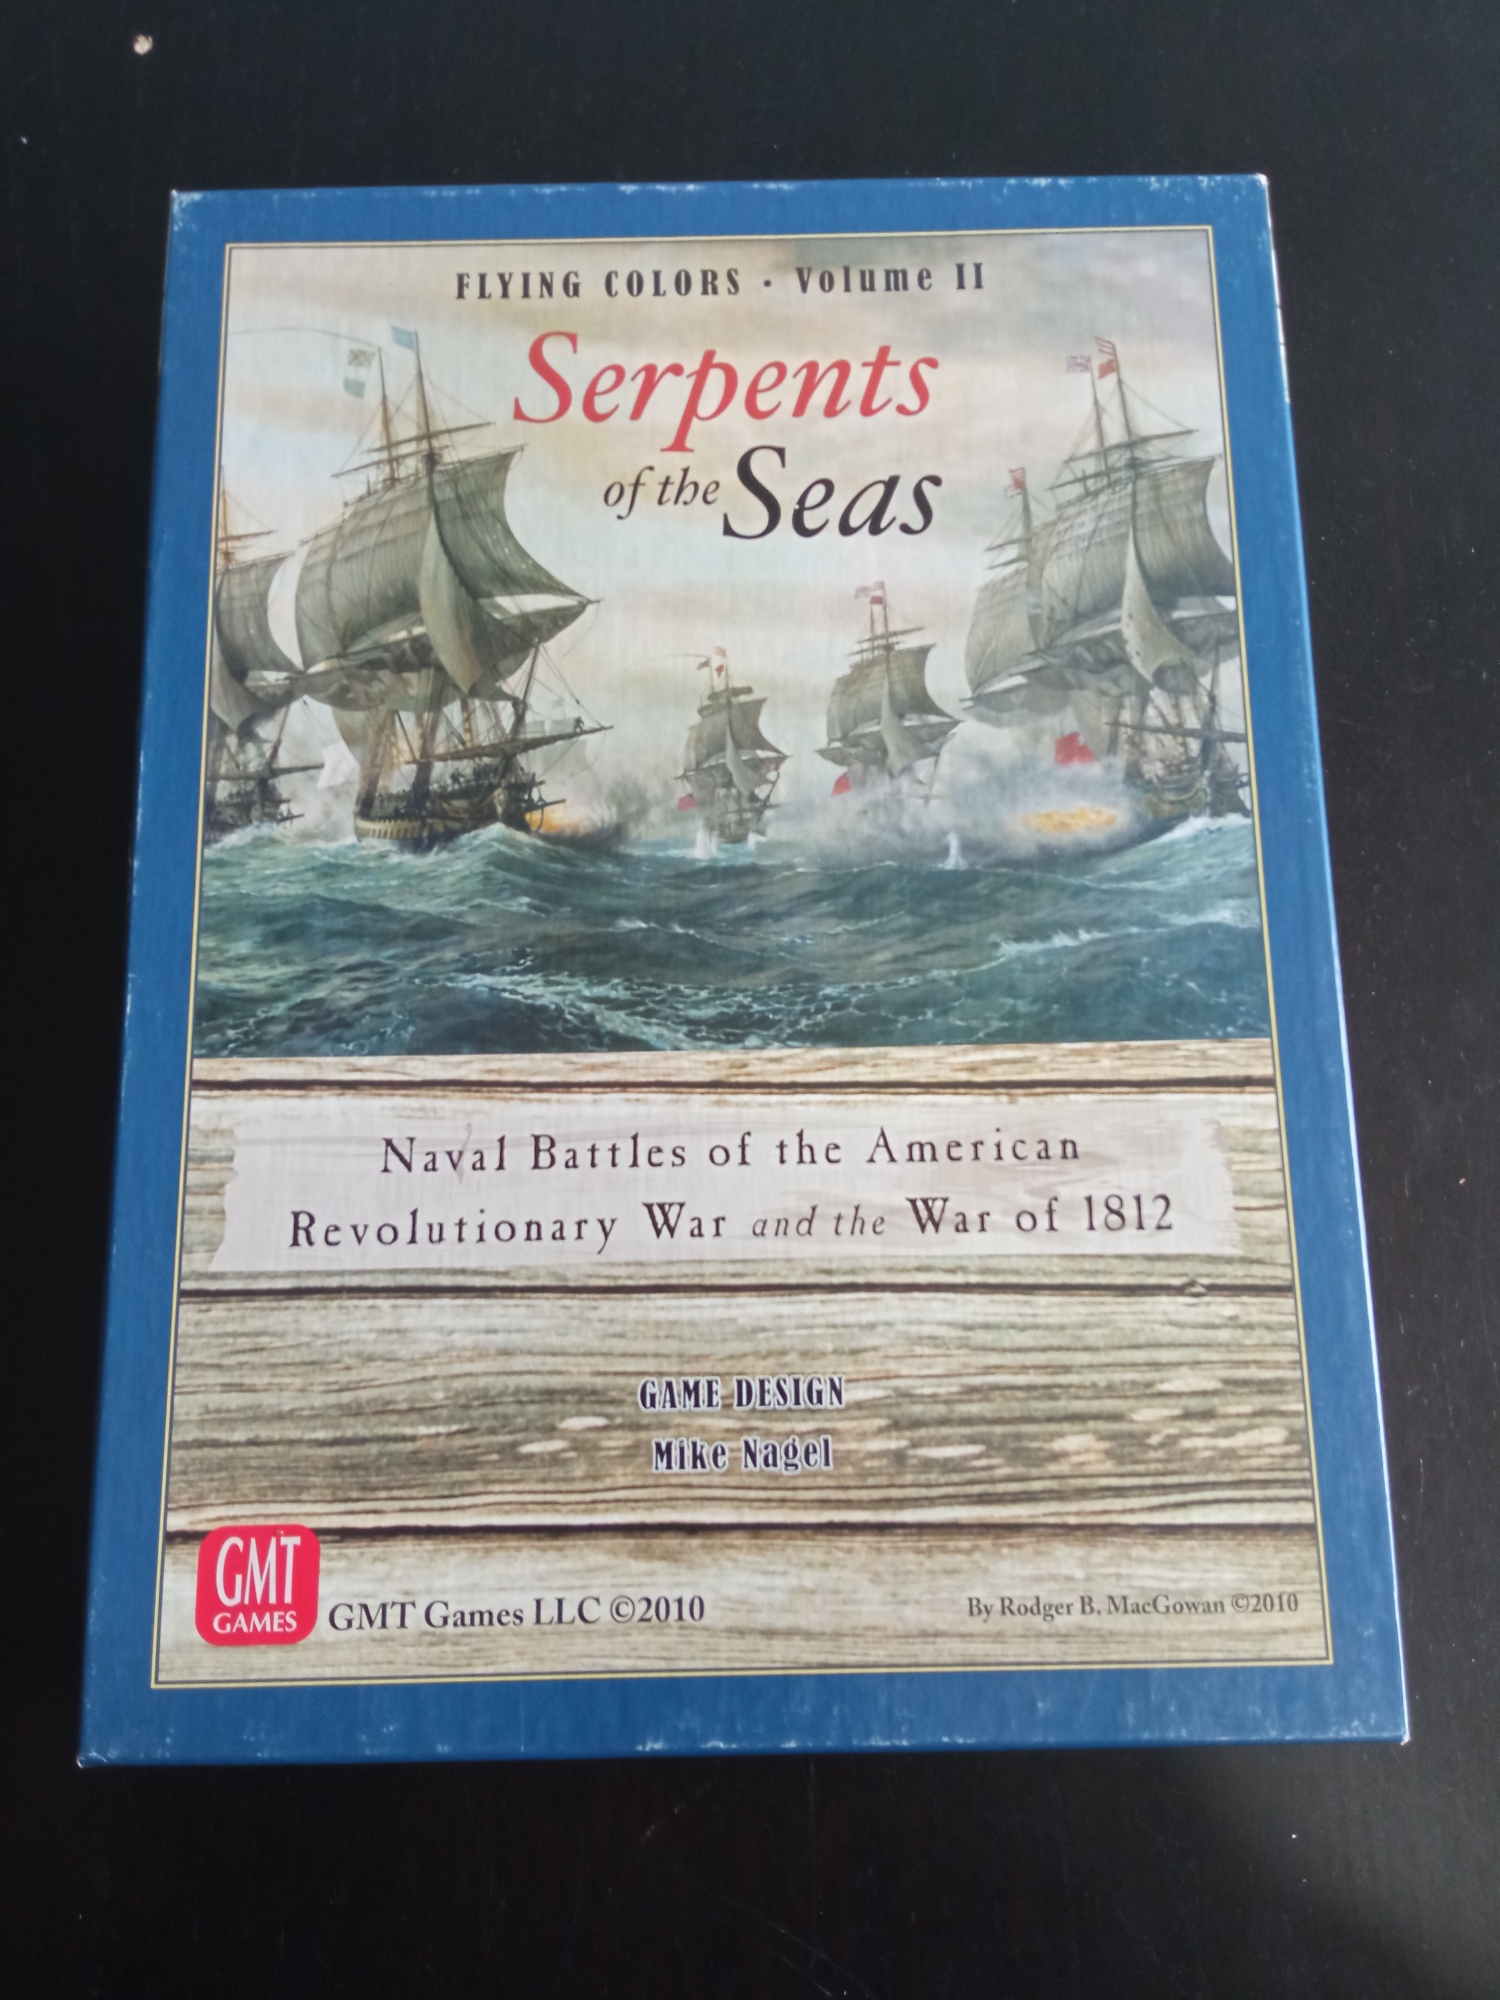 FLYING COLORS • Volume II
Serpents
of the Seas
Naval Battles of the American
Revolutionary War and the War of 1812
GAME DESIGN
Mike Nagel
GMT
GAMES
GMT Games LLC ©2010
By Rodger B. MacGowan ©2010